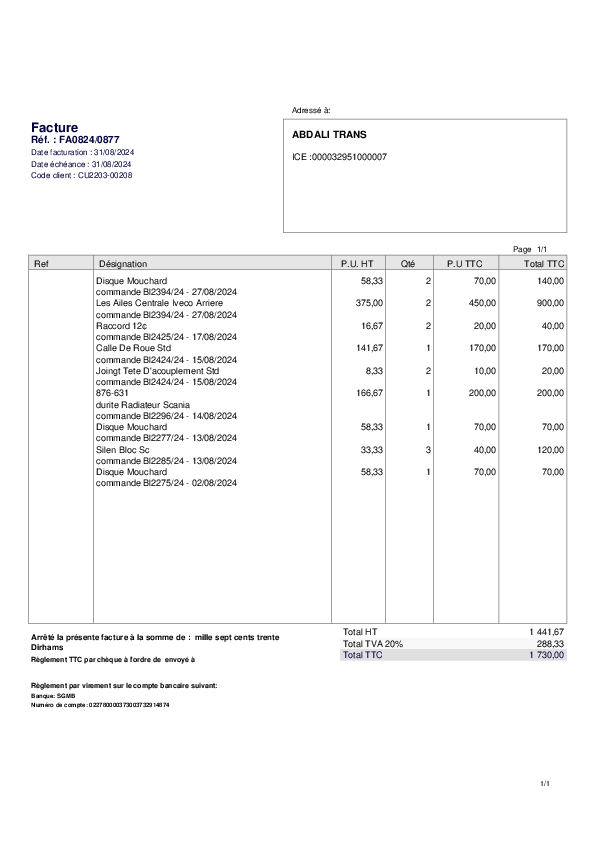 Adressé à:
Facture
Réf. : FA0824/0877
Date facturation : 31/08/2024
Date échéance : 31/08/2024
Code client : CU2203-00208
ABDALI TRANS
ICE :000032951000007
Page 1/1
Ref Désignation P.U. HT Qté P.U TTC Total TTC
Disque Mouchard 58,33 2 70,00 140,00
commande Bl2394/24 - 27/08/2024
Les Ailes Centrale Iveco Arriere 375,00 2 450,00 900,00
commande Bl2394/24 - 27/08/2024
Raccord 12¢ 16,67 2 20,00 40,00
commande Bl2425/24 - 17/08/2024
Calle De Roue Std 141,67 1 170,00 170,00
commande Bl2424/24 - 15/08/2024
Joingt Tete D'acouplement Std 8,33 2 10,00 20,00
commande Bl2424/24 - 15/08/2024
876-631 166,67 1 200,00 200,00
durite Radiateur Scania
commande Bl2296/24 - 14/08/2024
Disque Mouchard 58,33 1 70,00 70,00
commande Bl2277/24 - 13/08/2024
Silen Bloc Sc 33,33 3 40,00 120,00
commande Bl2285/24 - 13/08/2024
Disque Mouchard 58,33 1 70,00 70,00
commande Bl2275/24 - 02/08/2024
Total HT 1 441,67
Total TVA 20% 288,33
Total TTC 1 730,00
Arrêté la présente facture à la somme de : mille sept cents trente
Dirhams
Règlement TTC par chèque à l'ordre de envoyé à
Règlement par virement sur le compte bancaire suivant:
Banque: SGMB
Numéro de compte:
1/1